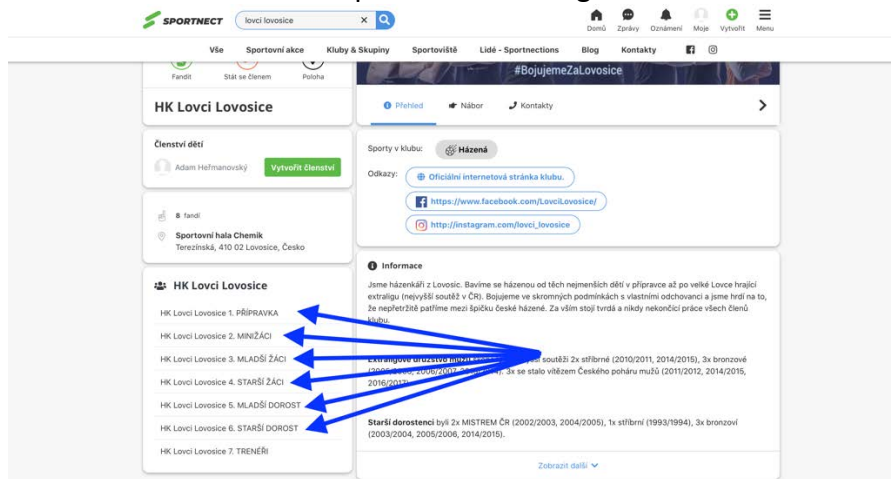 SPORTNECT
lovci lovosice
Domů Zprávy Oznámení Moje Vytvořit Menu
Vše Sportovní akce Kluby & Skupiny Sportoviště Lidé - Sportnections Blog Kontakty
Fandit Stát se členem Poloha
#BojujemeZaLovosice
HK Lovci Lovosice
Přehled Nábor Kontakty
Členství dětí
Adam Heřmanovský Vytvořit členství
8 fandí
Sportovní hala Chemik
Terezínská, 410 02 Lovosice, Česko
HK Lovci Lovosice
HK Lovci Lovosice 1. PŘÍPRAVKA
HK Lovci Lovosice 2. MINIŽÁCI
HK Lovci Lovosice 3. MLADŠÍ ŽÁCI
HK Lovci Lovosice 4. STARŠÍ ŽÁCI
HK Lovci Lovosice 5. MLADŠÍ DOROST
HK Lovci Lovosice 6. STARŠÍ DOROST
HK Lovci Lovosice 7. TRENÉŘI
Sporty v klubu: Házená
Odkazy: Oficiální internetová stránka klubu.
https://www.facebook.com/LovciLovosice/
http://instagram.com/lovci_lovosice
Informace
Jsme házenkáři z Lovosic. Bavíme se házenou od těch nejmenších dětí v přípravce až po velké Lovce hrající
extraligu (nejvyšší soutěž v ČR). Bojujeme ve skromných podmínkách s vlastními odchovanci a jsme hrdí na to,
že nepřetržitě patříme mezi špičku české házené. Za vším stojí tvrdá a nikdy nekončící práce všech členů
klubu.
Extraligové družstvo mužů soutěži 2x stříbrné (2010/2011, 2014/2015), 3x bronzové
2006/2007, 3x se stalo vítězem Českého poháru mužů (2011/2012, 2014/2015,
2016/2017).
Starší dorostenci byli 2x MISTREM ČR (2002/2003, 2004/2005), 1x stříbrní (1993/1994), 3x bronzoví
(2003/2004, 2005/2006, 2014/2015).
Zobrazit další